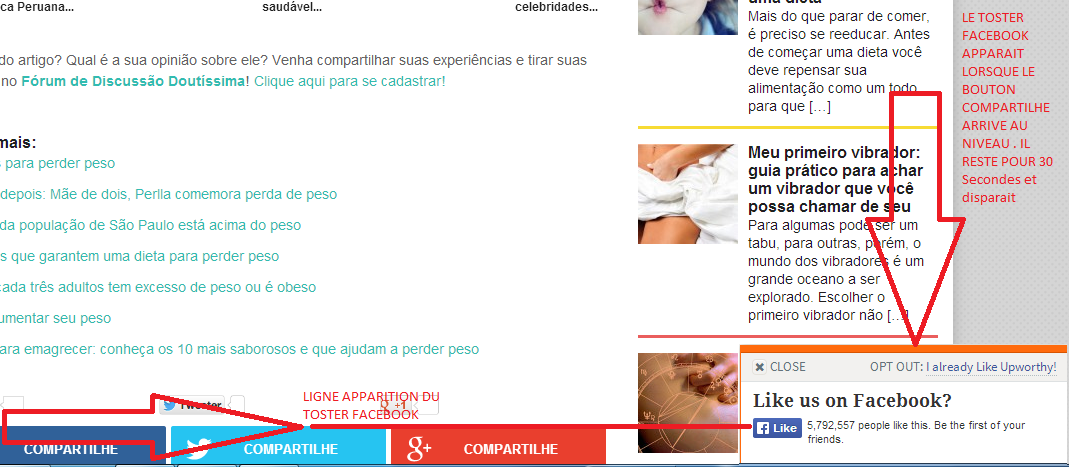 ca Peruana...
saudável...
celebridades...
do artigo? Qual é a sua opinião sobre ele? Venha compartilhar suas experiências e tirar suas
no Fórum de Discussão Doutíssima! Clique aqui para se cadastrar!
mais:
para perder peso
depois: Mãe de dois, Perlla comemora perda de peso
da população de São Paulo está acima do peso
s que garantem uma dieta para perder peso
cada três adultos tem excesso de peso ou é obeso
umentar seu peso
ara emagrecer: conheça os 10 mais saborosos e que ajudam a perder peso
Tweeter
+1
LIGNE APPARITION DU
TOSTER FACEBOOK
COMPARTILHE
COMPARTILHE
g+
COMPARTILHE
uma dieta
Mais do que parar de comer,
é preciso se reeducar. Antes
de começar uma dieta você
deve repensar sua
alimentação como um todo
para que […]
Meu primeiro vibrador:
guia prático para achar
um vibrador que você
possa chamar de seu
Para algumas pode ser um
tabu, para outras, porém, o
mundo dos vibradores é um
grande oceano a ser
explorado. Escolher o
primeiro vibrador não […]
LE TOSTER
FACEBOOK
APPARAIT
LORSQUE LE
BOUTON
COMPARTILHE
ARRIVE AU
NIVEAU . IL
RESTE POUR 30
Secondes et
disparait
CLOSE
OPT OUT: I already Like Upworthy!
Like us on Facebook?
Like
5,792,557 people like this. Be the first of your
friends.